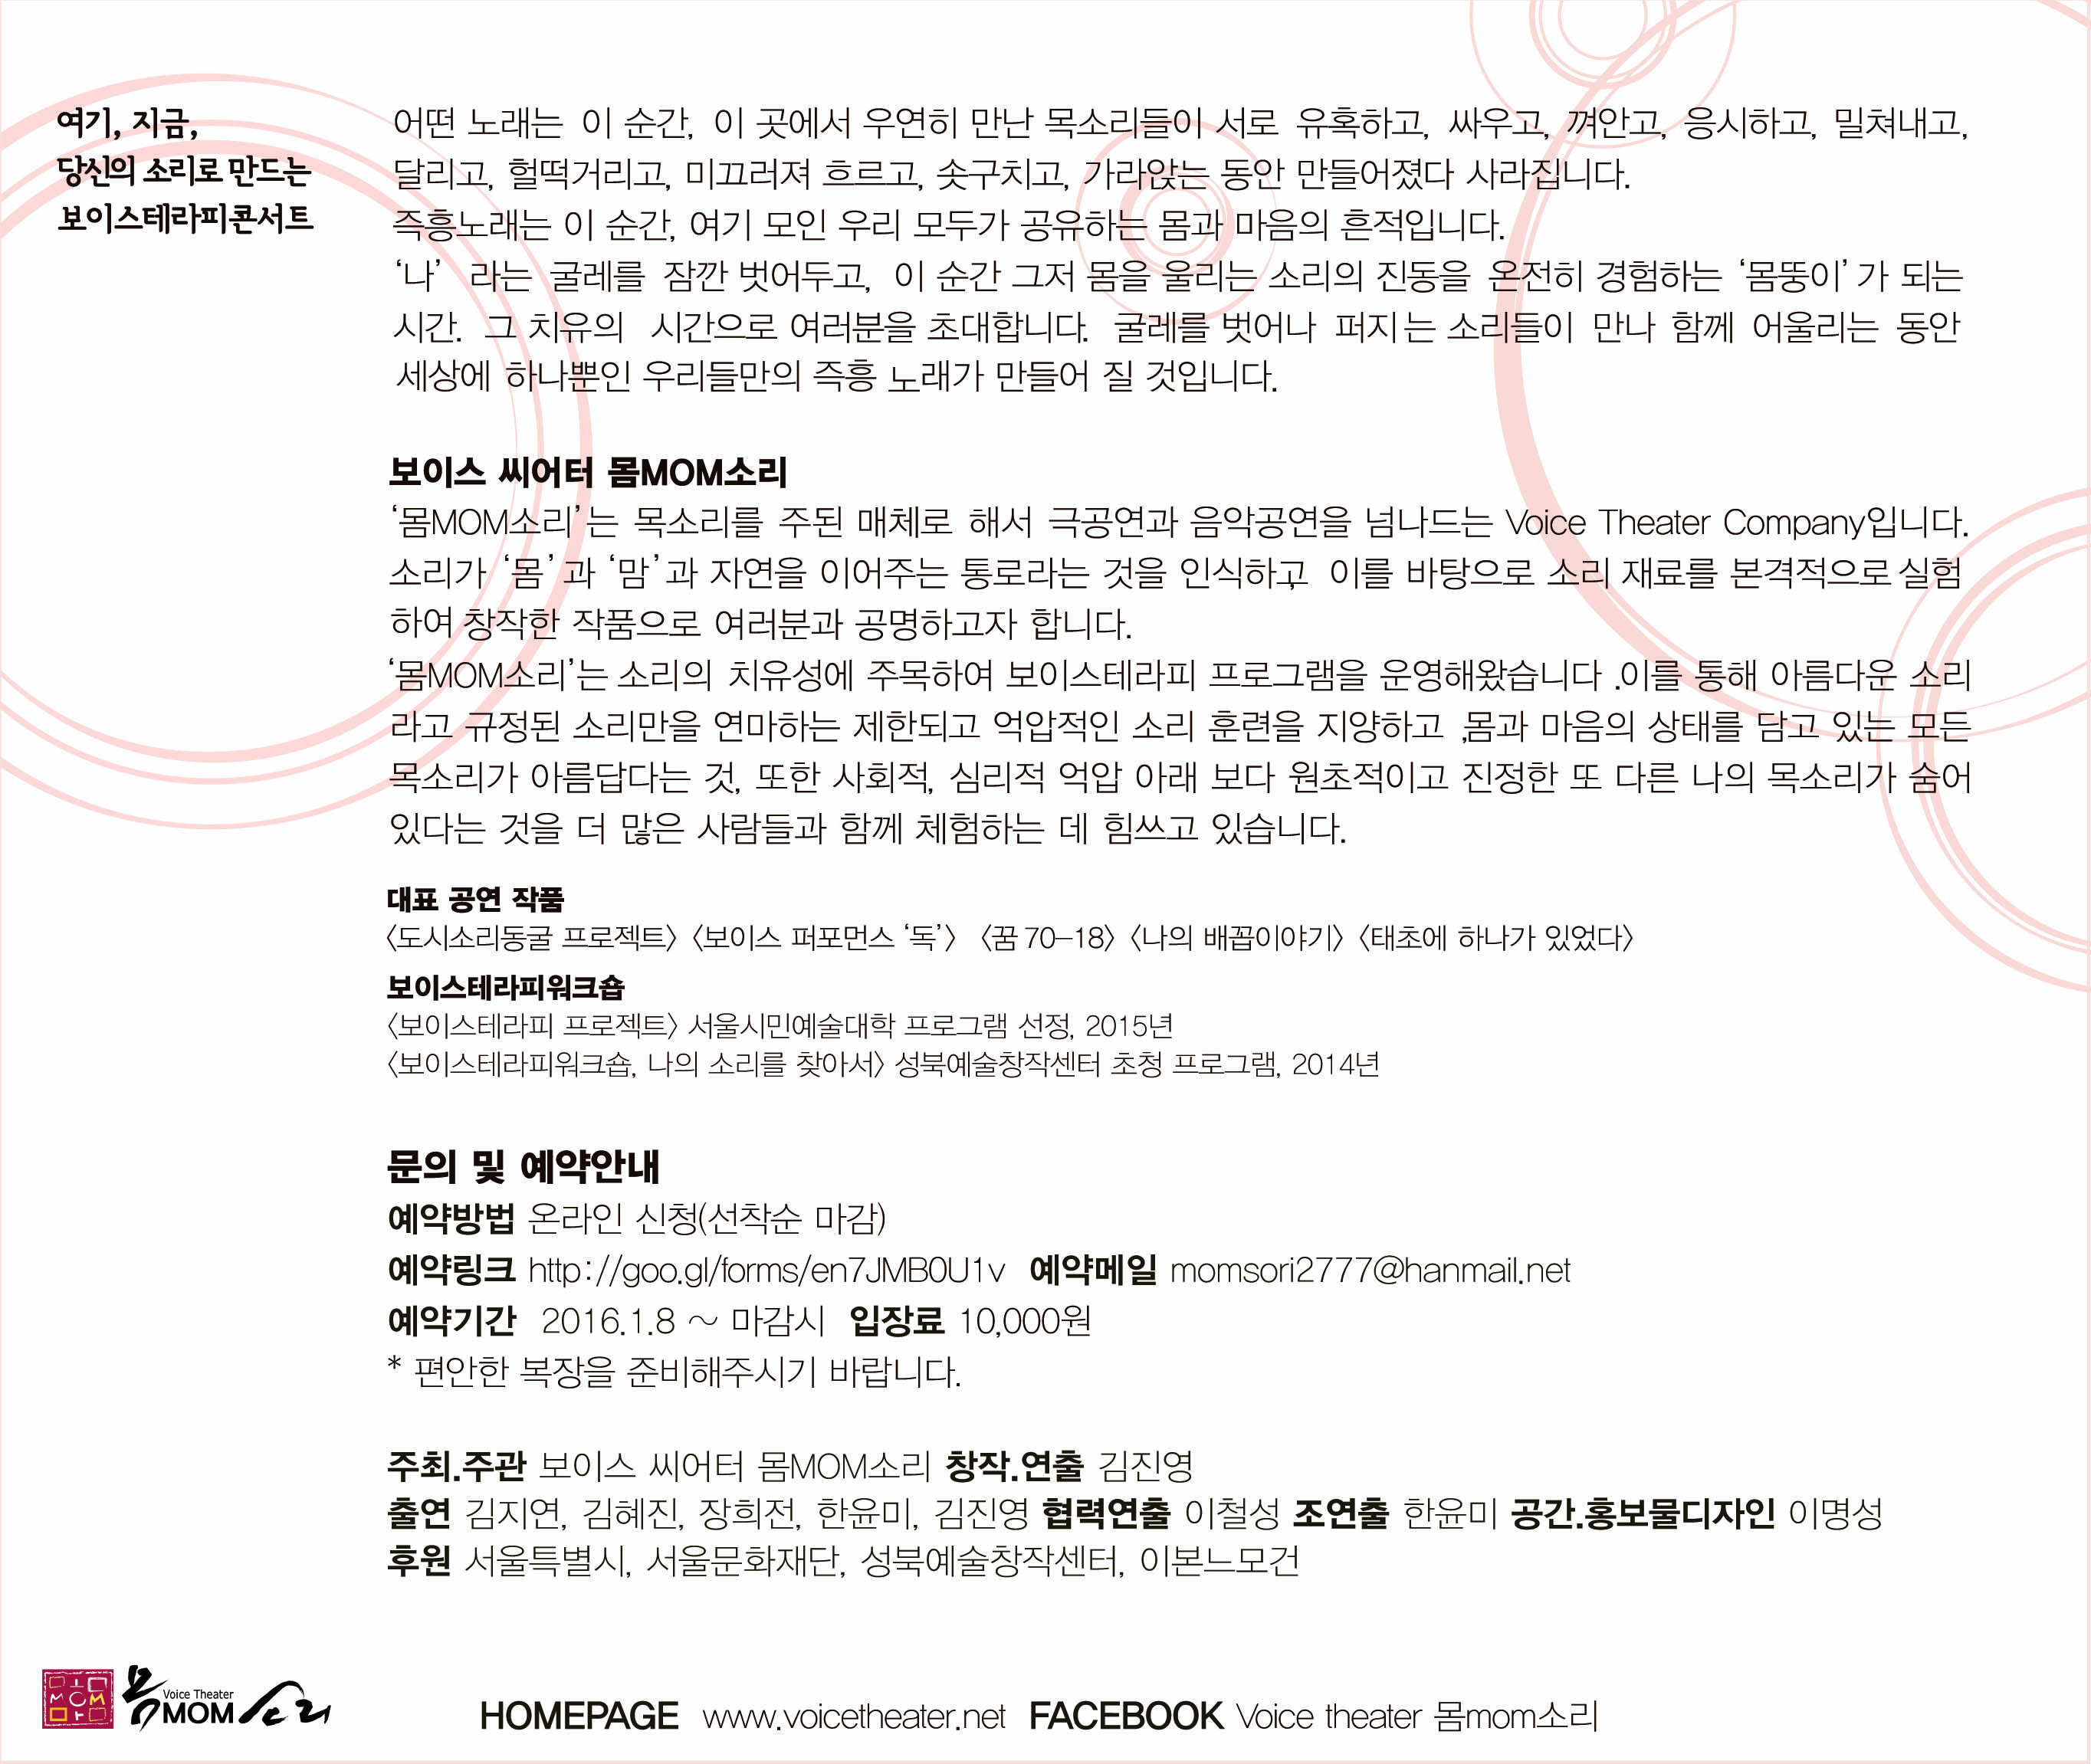 여기, 지금,
당신의 소리로 만드는
보이스테라피콘서트
어떤 노래는 이 순간, 이 곳에서 우연히 만난 목소리들이 서로 유혹하고, 싸우고, 껴안고, 응시하고, 밀쳐내고,
달리고, 헐떡거리고, 미끄러져 흐르고, 솟구치고, 가라앉는 동안 만들어졌다 사라집니다.
즉흥노래는 이 순간, 여기 모인 우리 모두가 공유하는 몸과 마음의 흔적입니다.
‘나’ 라는 굴레를 잠깐 벗어두고, 이 순간 그저 몸을 울리는 소리의 진동을 온전히 경험하는 ‘몸뚱이’가 되는
시간. 그 치유의 시간으로 여러분을 초대합니다. 굴레를 벗어나 퍼지는 소리들이 만나 함께 어울리는 동안
세상에 하나뿐인 우리들만의 즉흥 노래가 만들어 질 것입니다.
보이스 씨어터 몸MOM소리
‘몸MOM소리’는 목소리를 주된 매체로 해서 극공연과 음악공연을 넘나드는 Voice Theater Company입니다.
소리가 ‘몸’과 ‘맘’과 자연을 이어주는 통로라는 것을 인식하고, 이를 바탕으로 소리 재료를 본격적으로 실험
하여 창작한 작품으로 여러분과 공명하고자 합니다.
‘몸MOM소리’는 소리의 치유성에 주목하여 보이스테라피 프로그램을 운영해왔습니다 .이를 통해 아름다운 소리
라고 규정된 소리만을 연마하는 제한되고 억압적인 소리 훈련을 지양하고 ,몸과 마음의 상태를 담고 있는 모든
목소리가 아름답다는 것, 또한 사회적, 심리적 억압 아래 보다 원초적이고 진정한 또 다른 나의 목소리가 숨어
있다는 것을 더 많은 사람들과 함께 체험하는 데 힘쓰고 있습니다.
대표 공연 작품
〈도시소리동굴 프로젝트〉 〈보이스 퍼포먼스 ‘독’〉 〈꿈 70-18〉 〈나의 배꼽이야기〉 〈태초에 하나가 있었다〉
보이스테라피워크숍
〈보이스테라피 프로젝트〉 서울시민예술대학 프로그램 선정, 2015년
〈보이스테라피워크숍, 나의 소리를 찾아서〉 성북예술창작센터 초청 프로그램, 2014년
문의 및 예약안내
예약방법 온라인 신청(선착순 마감)
예약링크 http://goo.gl/forms/en7JMB0U1v 예약메일 momsori2777@hanmail.net
예약기간 2016.1.8 ~ 마감시 입장료 10,000원
* 편안한 복장을 준비해주시기 바랍니다.
주최.주관 보이스 씨어터 몸MOM소리 창작.연출 김진영
출연 김지연, 김혜진, 장희전, 한윤미, 김진영 협력연출 이철성 조연출 한윤미 공간.홍보물디자인 이명성
후원 서울특별시, 서울문화재단, 성북예술창작센터, 이본느모건
몸 Voice Theater MOM 소리
HOMEPAGE www.voicetheater.net FACEBOOK Voice theater 몸mom소리